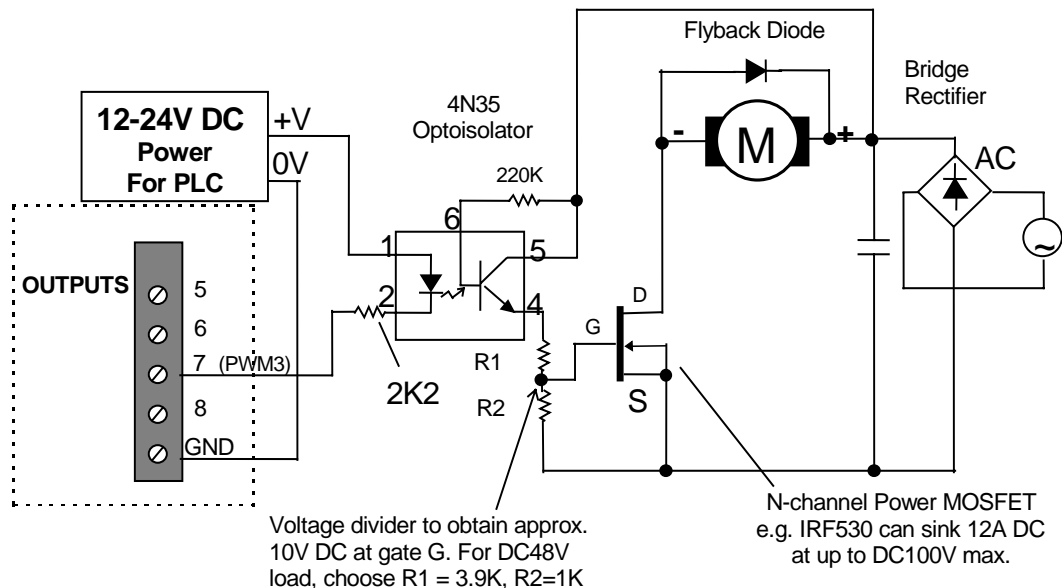 Flyback Diode
Bridge
Rectifier
4N35
Optoisolator
12-24V DC
Power
For PLC
+V
0V
220K
-
M
+
AC
~
6
1
5
2
4
OUTPUTS
5
6
7 (PWM3)
8
GND
2K2
R1
R2
D
G
S
Voltage divider to obtain approx.
10V DC at gate G. For DC48V
load, choose R1 = 3.9K, R2=1K
N-channel Power MOSFET
e.g. IRF530 can sink 12A DC
at up to DC100V max.